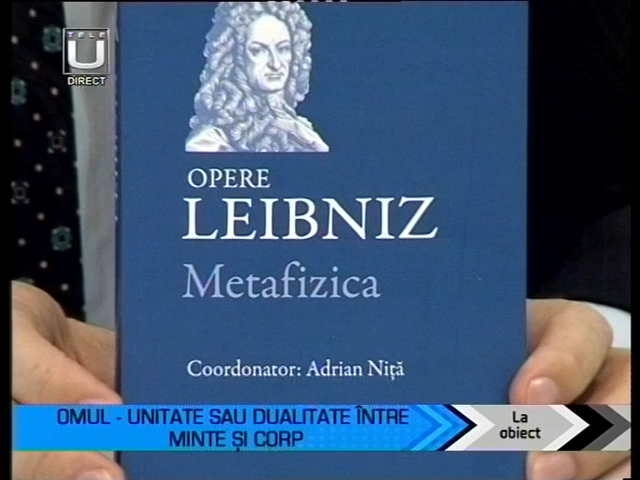 TELE
U
DIRECT
OPERE
LEIBNIZ
Metafizica
Coordonator: Adrian Niță
OMUL - UNITATE SAU DUALITATE ÎNTRE
MINTE ȘI CORP
La
obiect